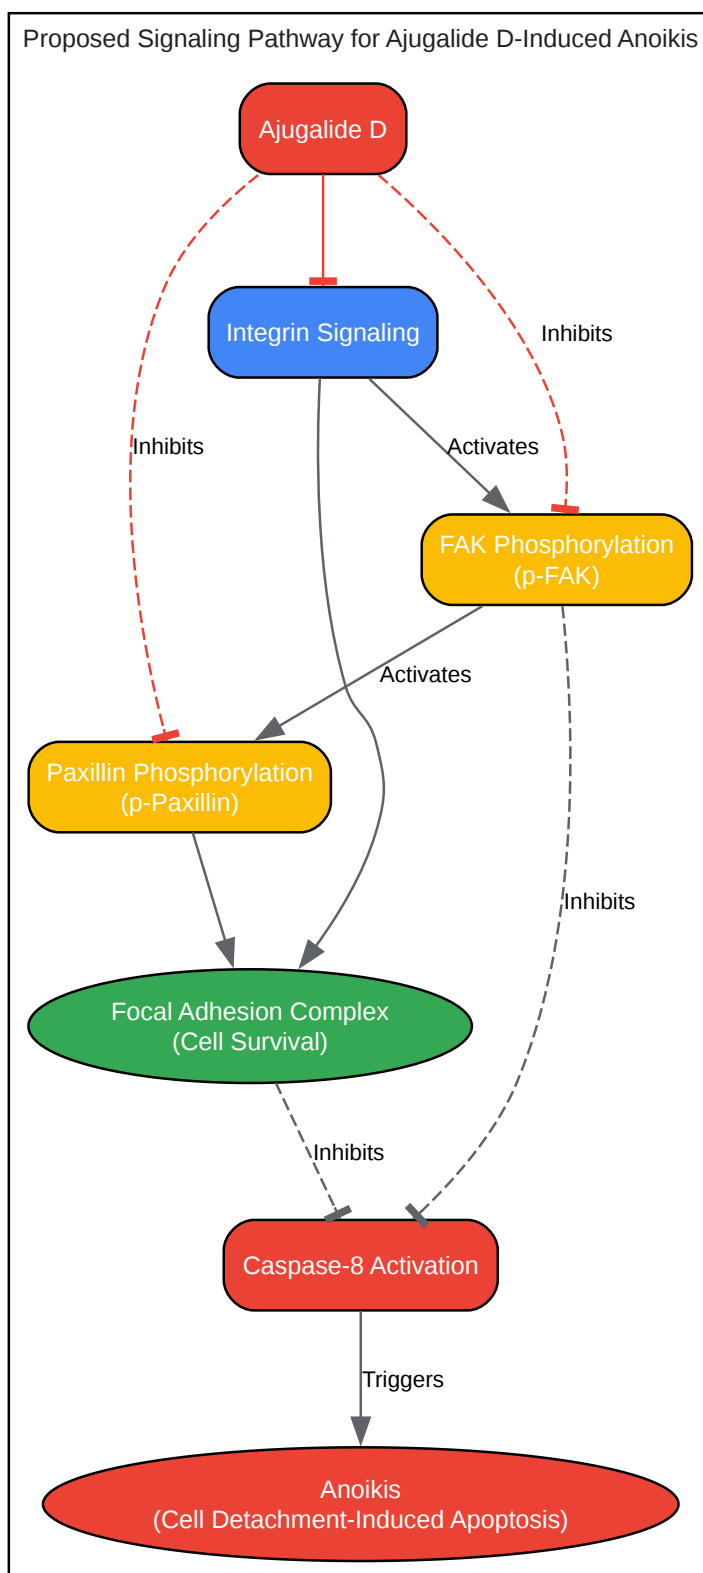 Proposed Signaling Pathway for Ajugalide D-Induced Anoikis
Ajugalide D
Integrin Signaling
Inhibits
Inhibits
Activates
FAK Phosphorylation
(p-FAK)
Activates
Paxillin Phosphorylation
(p-Paxillin)
Inhibits
Focal Adhesion Complex
(Cell Survival)
Inhibits
Caspase-8 Activation
Triggers
Anoikis
(Cell Detachment-Induced Apoptosis)